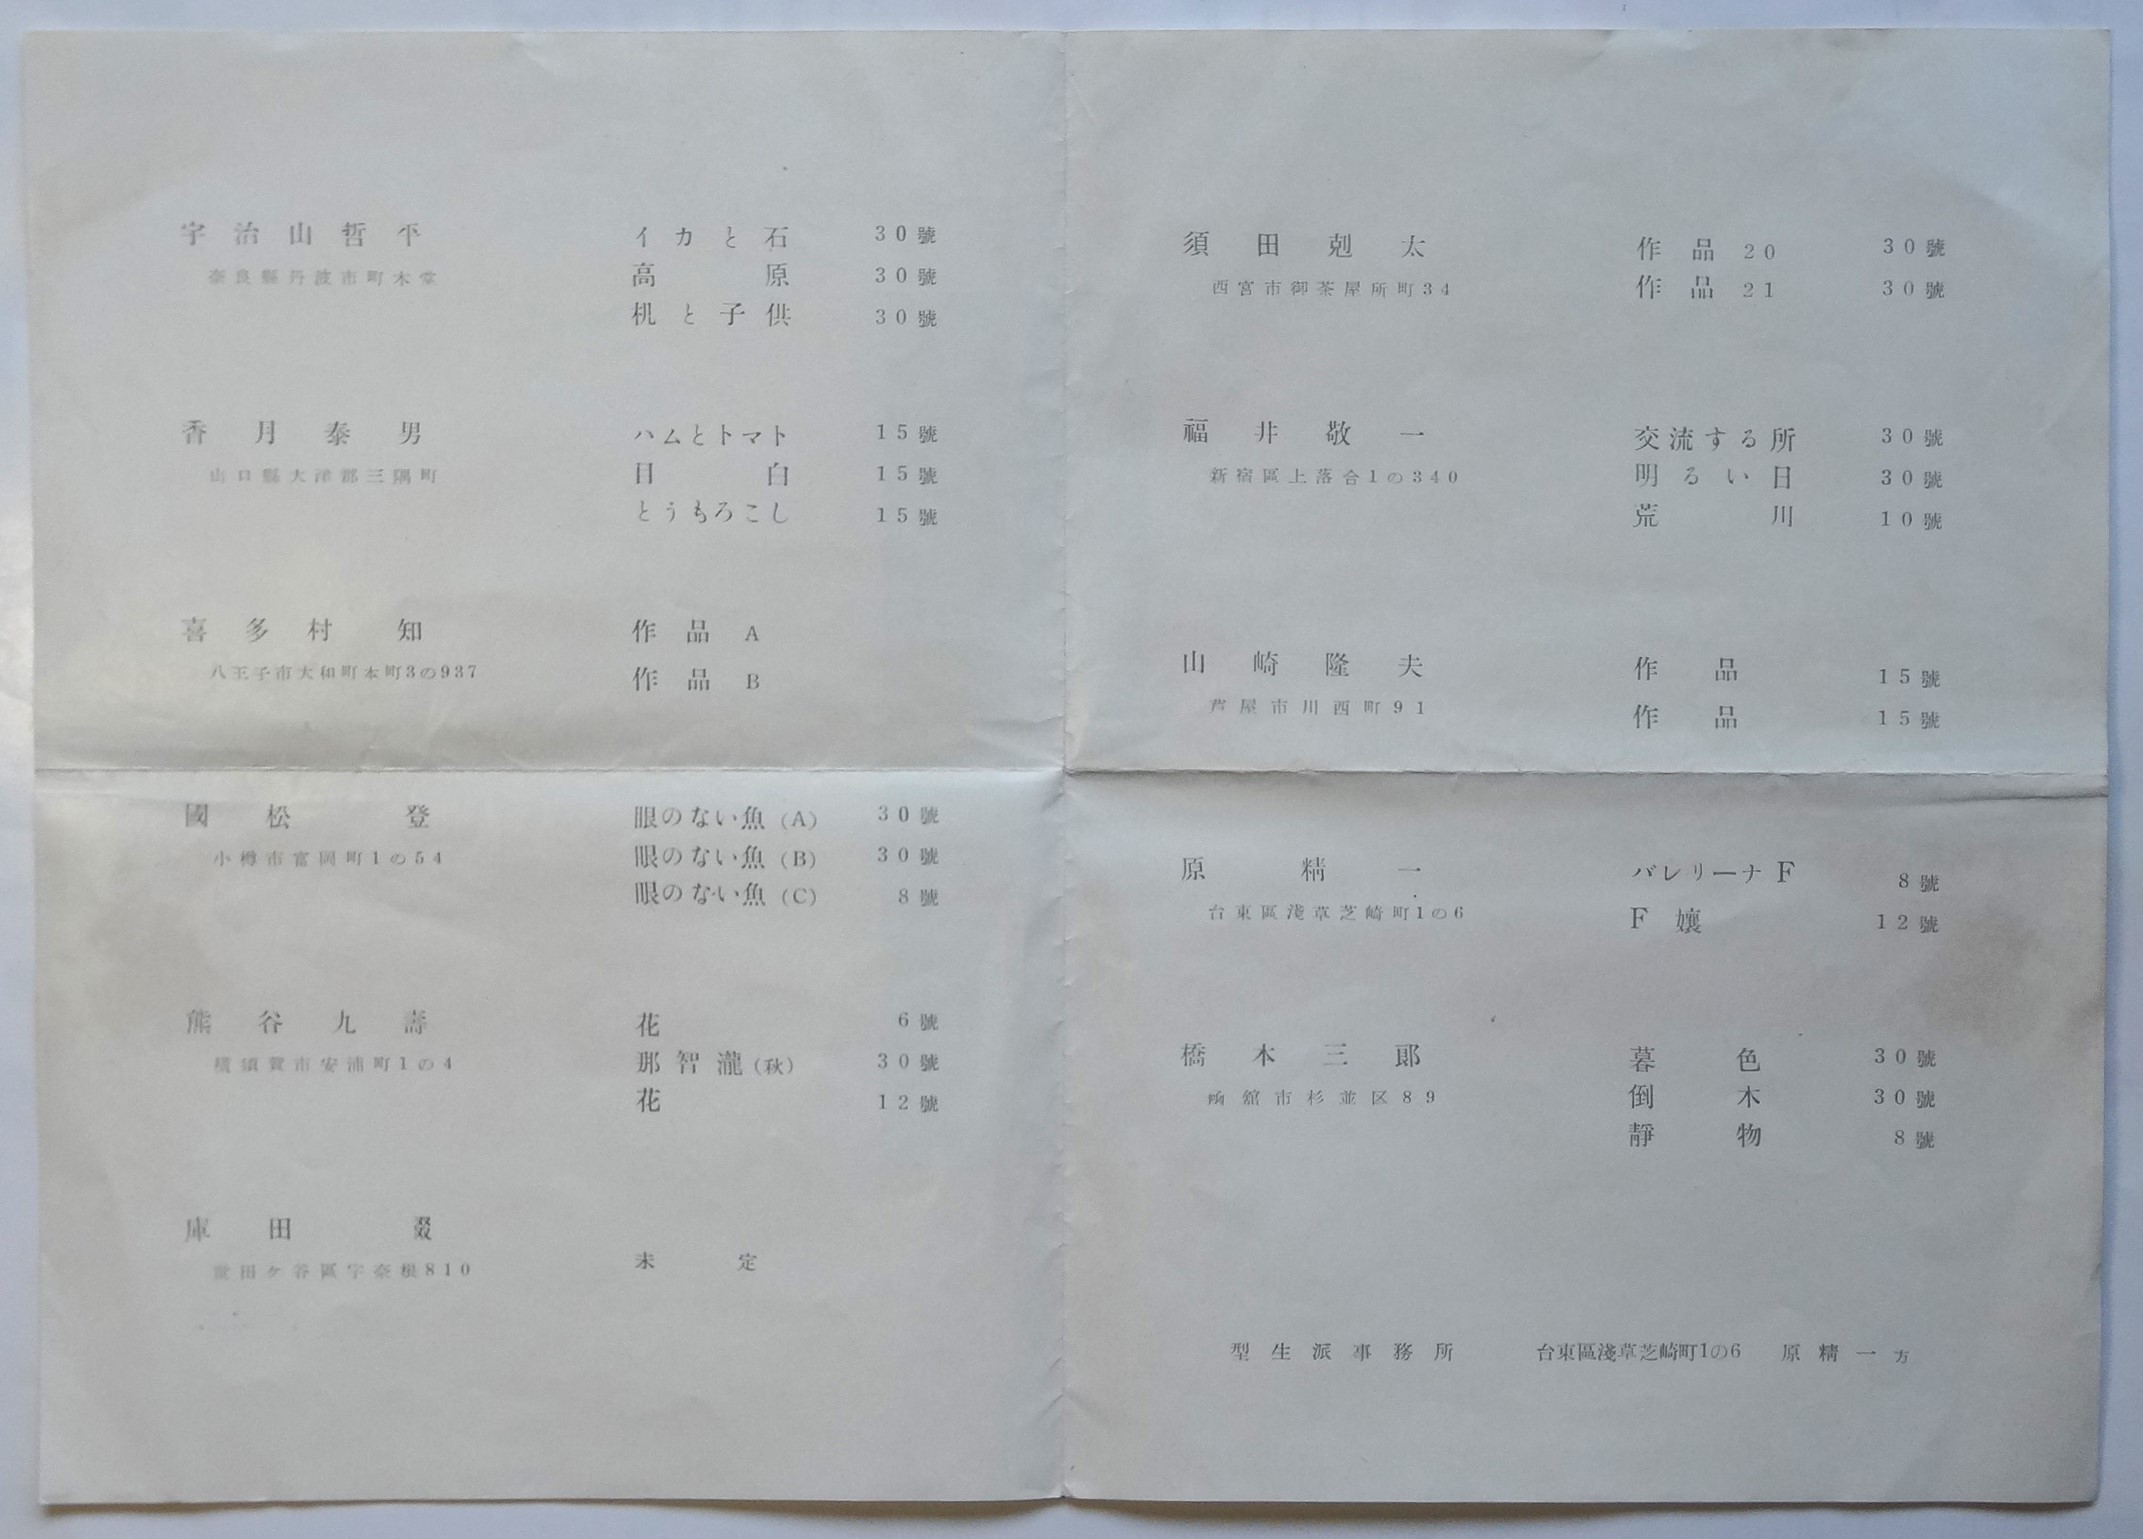 宇治山哲平 イカと石 30號
奈良縣丹波市町木堂 高原 30號
机と子供 30號
香月泰男 ハムとトマト 15號
山口縣大津郡三隅町 目白 15號
とうもろこし 15號
喜多村知 作品 A
八王子市大和町本町3の937 作品 B
國松登 眼のない魚(A) 30號
小樽市富岡町1の54 眼のない魚(B) 30號
眼のない魚(C) 8號
熊谷九壽 花 6號
横須賀市安浦町1の4 那智瀧(秋) 30號
花 12號
庫田叕
世田ケ谷區宇奈根810 未定
須田剋太 作品 20 30號
西宮市御茶屋所町34 作品 21 30號
福井敬一 交流する所 30號
新宿區上落合1の340 明るい日 30號
荒川 10號
山崎隆夫 作品 15號
芦屋市川西町91 作品 15號
原精一 バレリーナF 8號
台東區淺草芝崎町1の6 F孃 12號
橋本三郎 暮色 30號
函館市杉並区89 倒木 30號
靜物 8號
型生派事務所 台東區淺草芝崎町1の6 原精一方